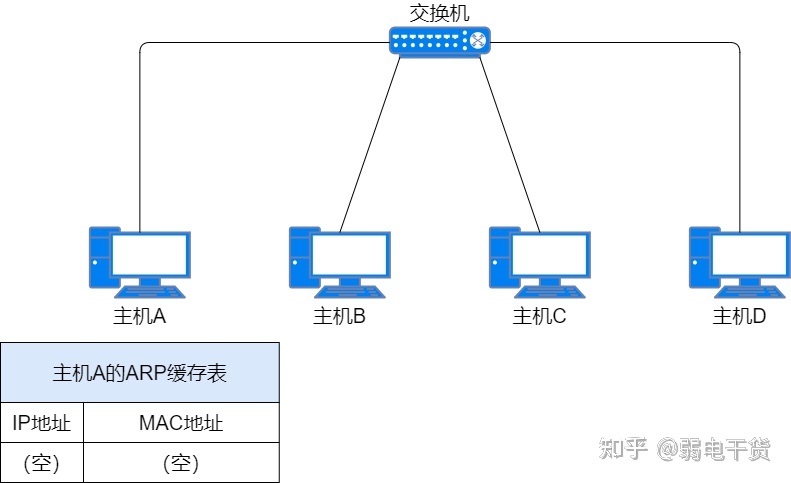 交换机
主机A
主机B
主机C
主机D
主机A的ARP缓存表
IP地址
MAC地址
(空)
(空)
知乎 @弱电干货